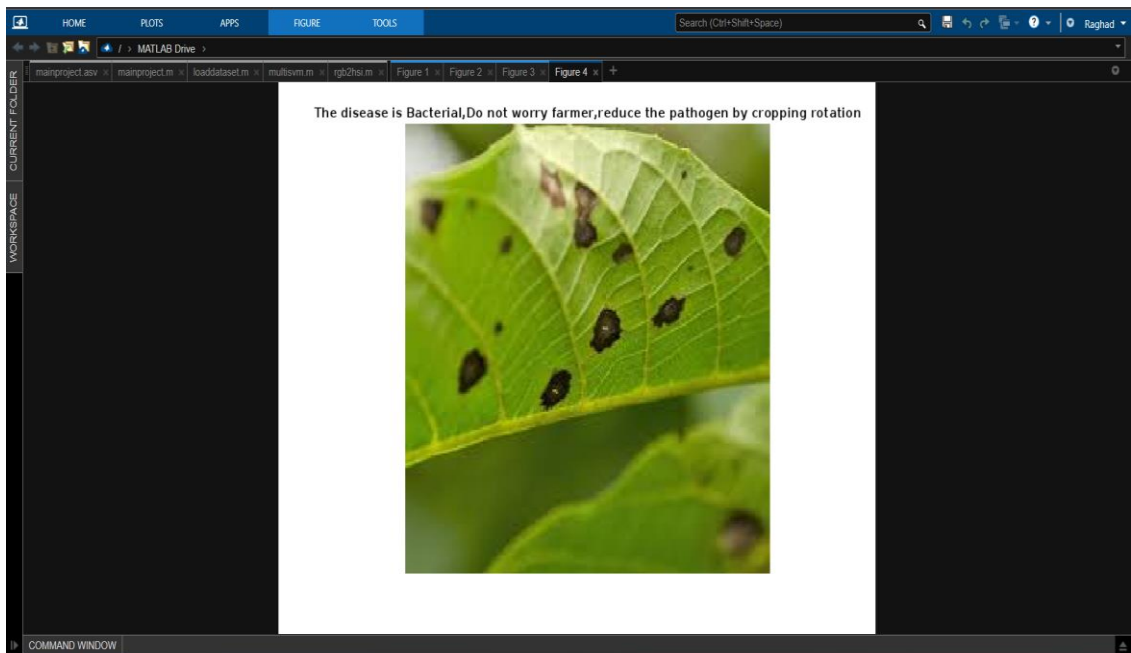 HOME PLOTS APPS FIGURE TOOLS Search (Ctrl+Shift+Space) Raghad
/ › MATLAB Drive ›
mainproject.asv × mainproject.m × loaddataset.m × multisvm.m × rgb2hsi.m × Figure 1 × Figure 2 × Figure 3 × Figure 4 × +
CURRENT FOLDER
WORKSPACE
The disease is Bacterial,Do not worry farmer,reduce the pathogen by cropping rotation
COMMAND WINDOW